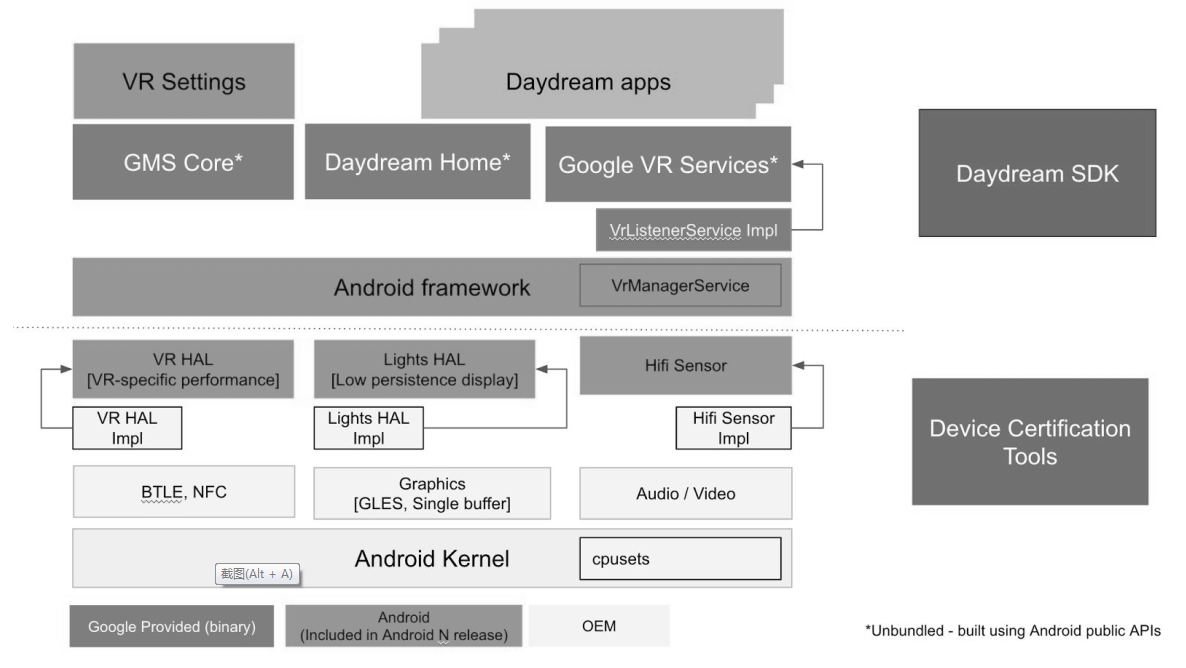 VR Settings
Daydream apps
GMS Core*
Daydream Home*
Google VR Services*
Daydream SDK
VrListenerService Impl
Android framework
VrManagerService
VR HAL
[VR-specific performance]
Lights HAL
[Low persistence display]
Hifi Sensor
VR HAL
Impl
Lights HAL
Impl
Hifi Sensor
Impl
Device Certification
Tools
BTLE, NFC
Graphics
[GLES, Single buffer]
Audio / Video
Android Kernel
cpusets
截图(Alt + A)
Google Provided (binary)
Android
(Included in Android N release)
OEM
*Unbundled - built using Android public APIs